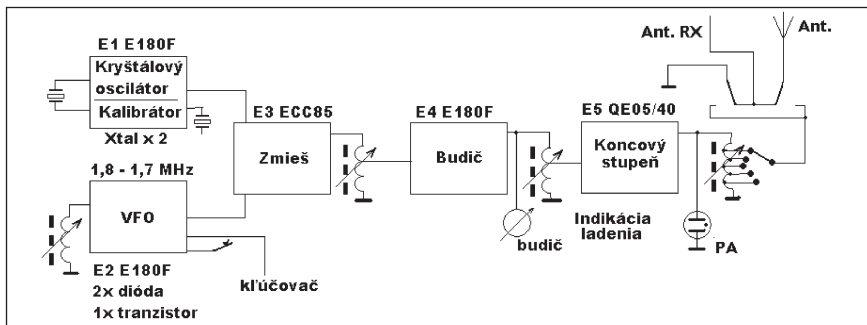 E1 E180F
Kryštálový
oscilátor
Kalibrátor
Xtal x 2
1,8 - 1,7 MHz
VFO
E2 E180F
2x dióda
1x tranzistor
kľúčovač
E3 ECC85
Zmieš
E4 E180F
Budič
budič
E5 QE05/40
Koncový
stupeň
Indikácia
ladenia
PA
Ant. RX
Ant.